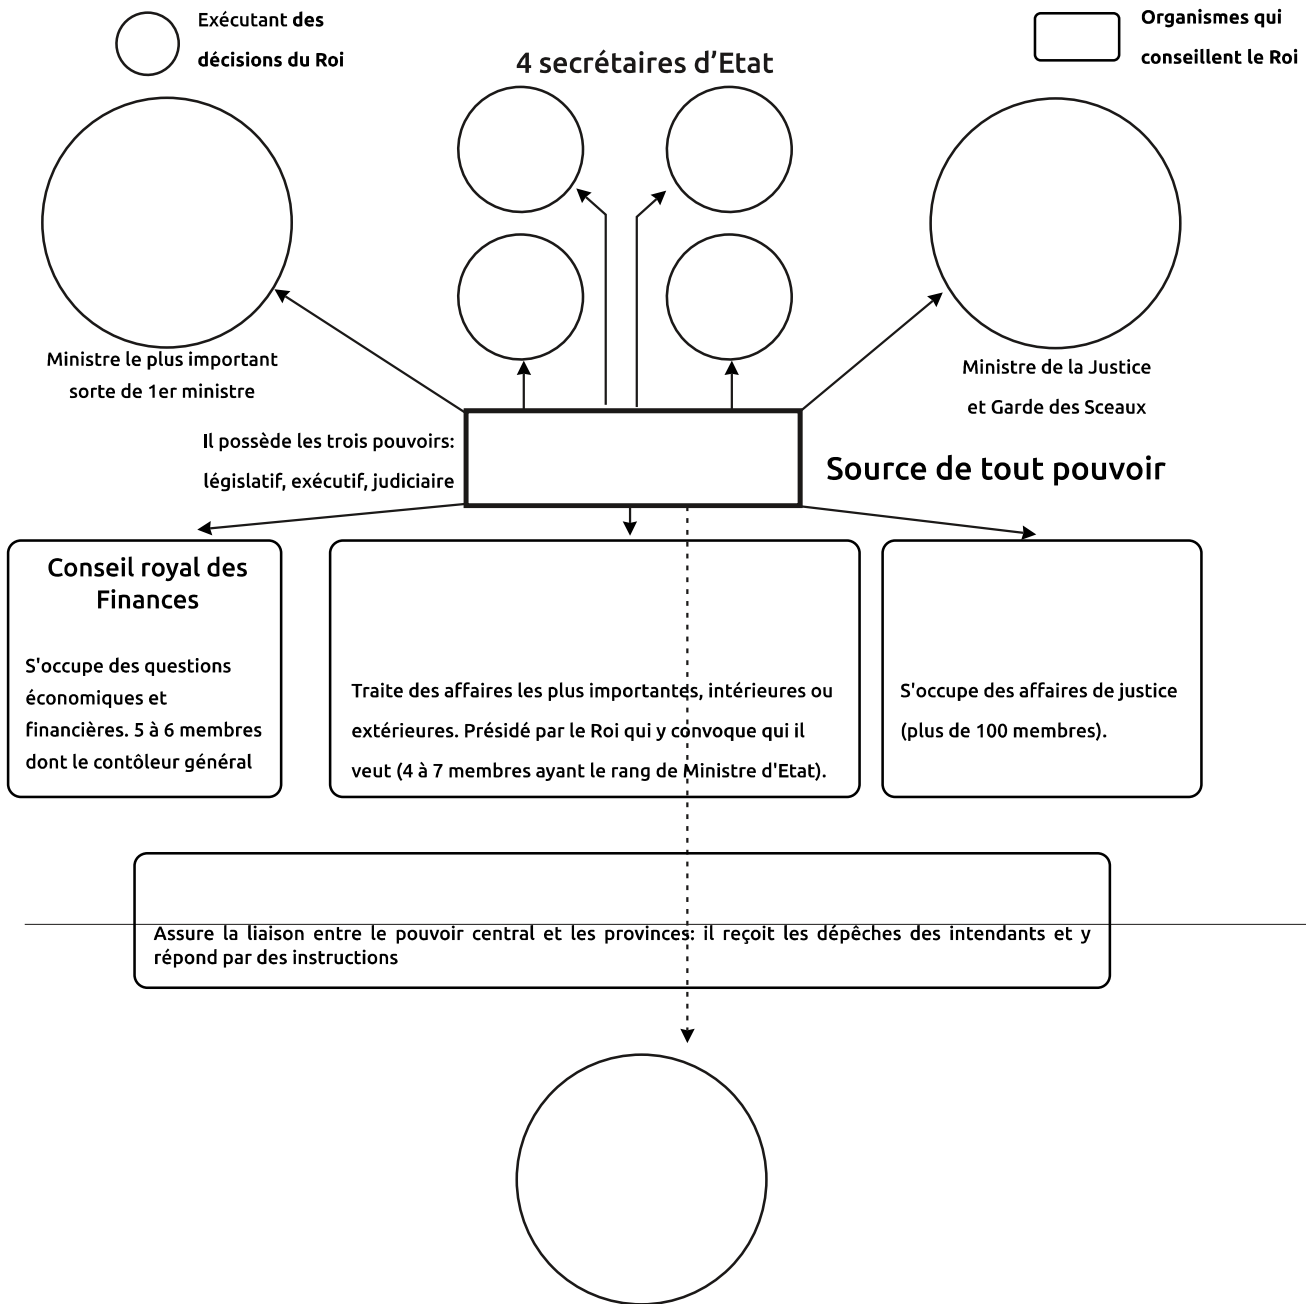 Exécutant des
décisions du Roi
Organismes qui
conseillent le Roi
4 secrétaires d’Etat
Ministre le plus important
sorte de 1er ministre
Ministre de la Justice
et Garde des Sceaux
Il possède les trois pouvoirs:
législatif, exécutif, judiciaire
Source de tout pouvoir
Conseil royal des
Finances
S'occupe des questions
économiques et
financières. 5 à 6 membres
dont le contôleur général
Traite des affaires les plus importantes, intérieures ou
extérieures. Présidé par le Roi qui y convoque qui il
veut (4 à 7 membres ayant le rang de Ministre d'Etat).
S'occupe des affaires de justice
(plus de 100 membres).
Assure la liaison entre le pouvoir central et les provinces: il reçoit les dépêches des intendants et y
répond par des instructions